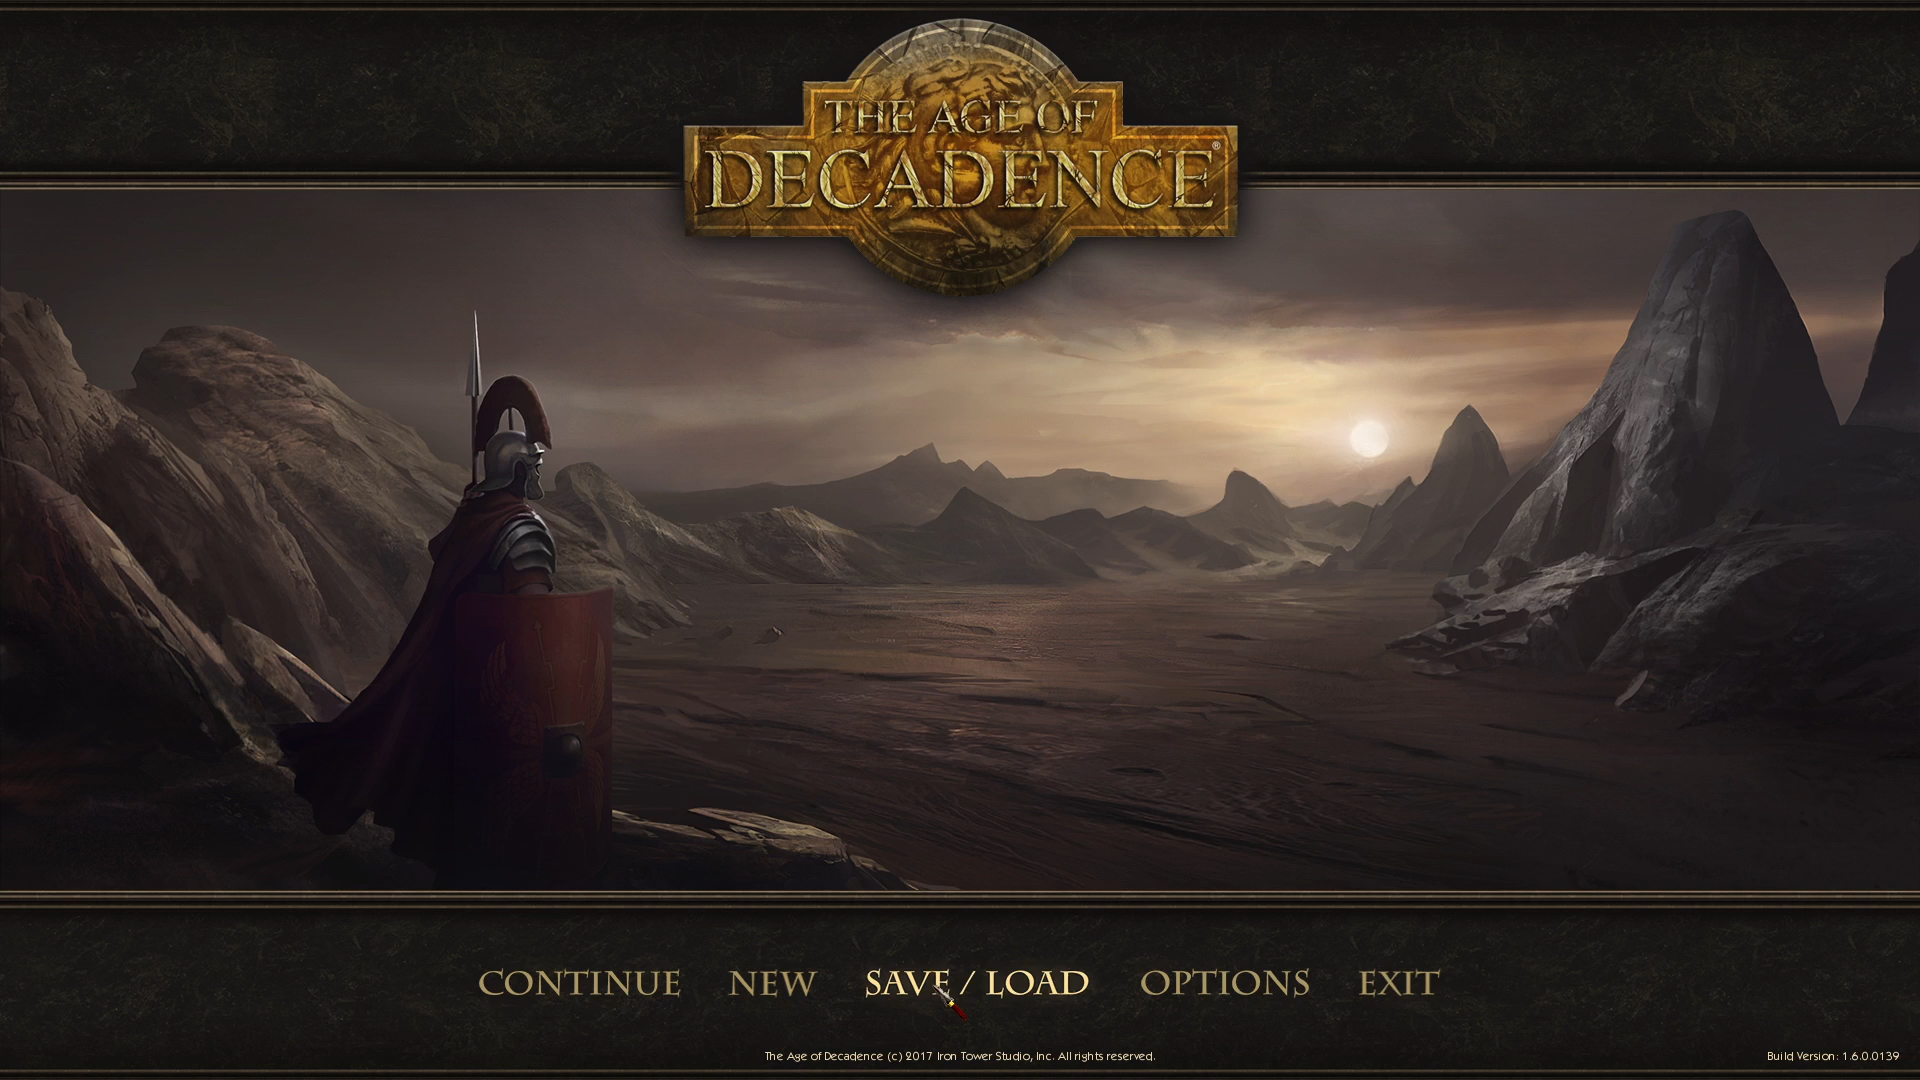 THE AGE OF
DECADENCE®
CONTINUE NEW SAVE / LOAD OPTIONS EXIT
The Age of Decadence (c) 2017 Iron Tower Studio, Inc. All rights reserved.
Build Version: 1.6.0.0139